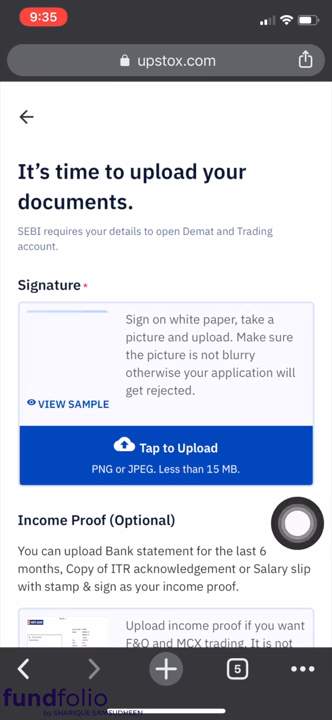 9:35
upstox.com
It's time to upload your
documents.
SEBI requires your details to open Demat and Trading
account.
Signature *
Sign on white paper, take a
picture and upload. Make sure
the picture is not blurry
otherwise your application will
get rejected.
VIEW SAMPLE
Tap to Upload
PNG or JPEG. Less than 15 MB.
Income Proof (Optional)
You can upload Bank statement for the last 6
months, Copy of ITR acknowledgement or Salary slip
with stamp & sign as your income proof.
Upload income proof if you want
F&O and MCX trading. It is not
5
fundfolio
by SHARIQUE SAMSUDHEEN